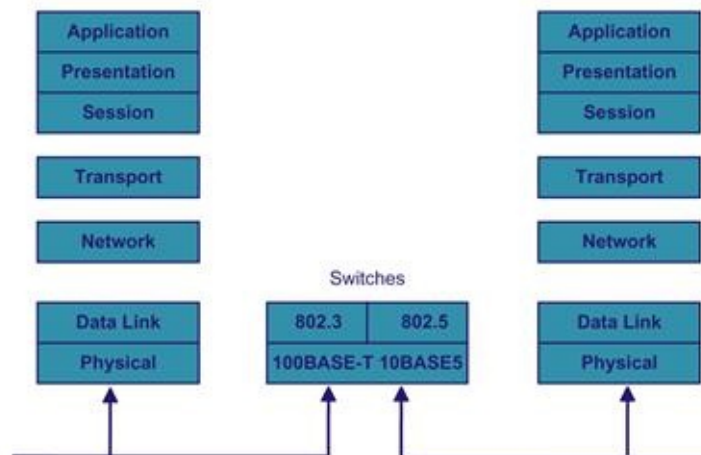 Application
Presentation
Session
Transport
Network
Data Link
Physical
Switches
802.3 802.5
100BASE-T 10BASE5
Application
Presentation
Session
Transport
Network
Data Link
Physical